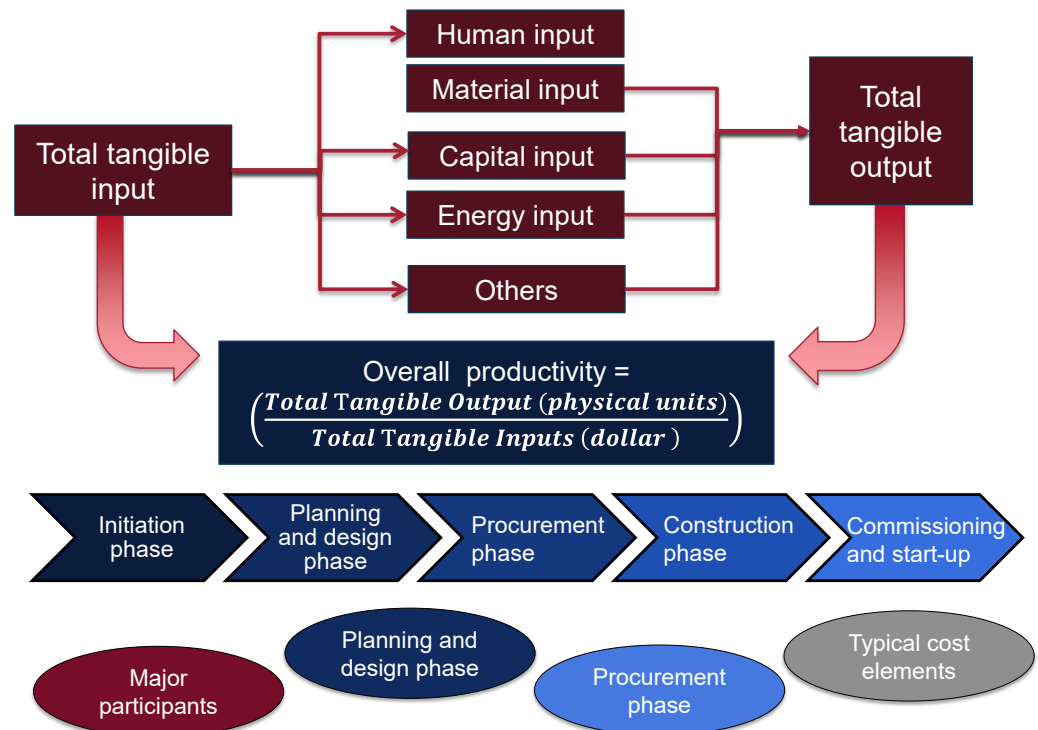 Human input
Material input
Capital input
Energy input
Others
Total tangible
input
Total
tangible
output
Overall productivity =
(Total Tangible Output (physical units)
Total Tangible Inputs (dollar ))
Initiation
phase
Planning
and design
phase
Procurement
phase
Construction
phase
Commissioning
and start-up
Major
participants
Planning and
design phase
Procurement
phase
Typical cost
elements